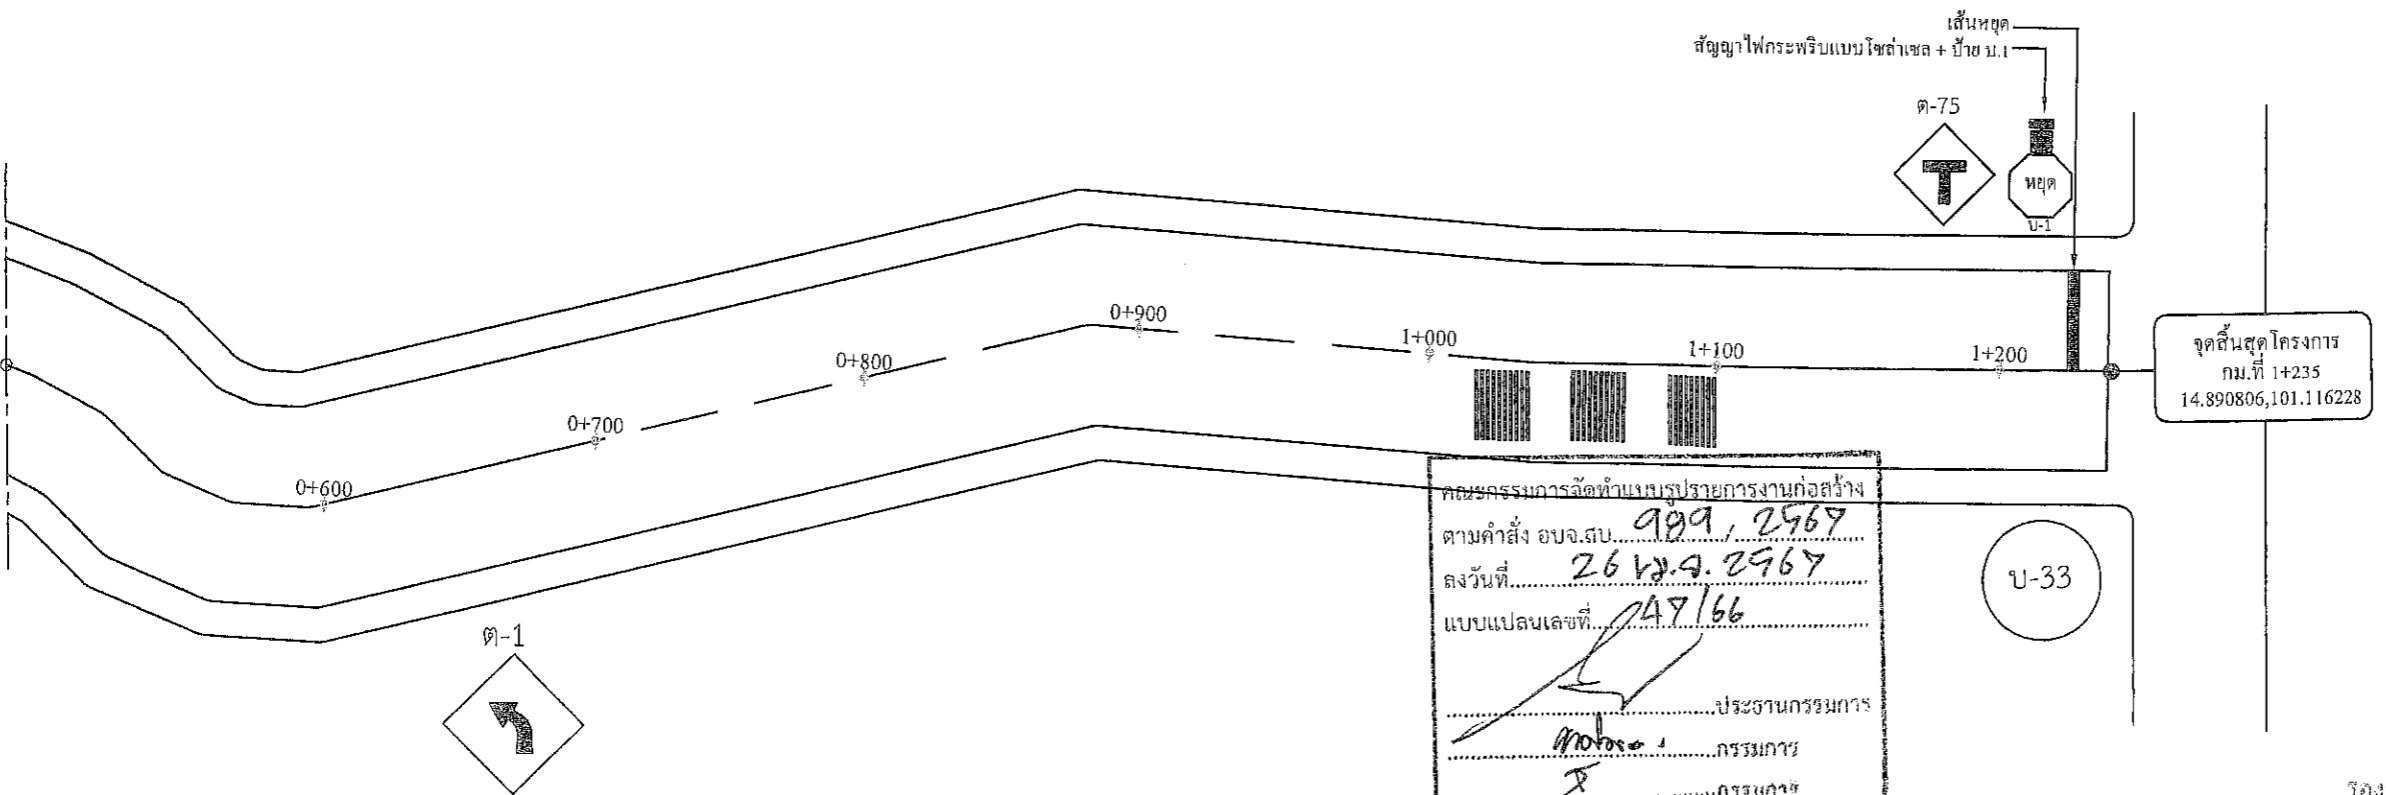 เส้นหยุด
สัญญาไฟกระพริบแบบโซล่าเซล + ป้าย บ.1
ต-75
หยุด
บ-1
0+600
0+700
0+800
0+900
1+000
1+100
1+200
จุดสิ้นสุดโครงการ
กม.ที่ 1+235
14.890806,101.116228
คณะกรรมการจัดทำแบบรูปรายการงานก่อสร้าง
ตามคำสั่ง อบจ.สบ. / 2567
ลงวันที่ 26 พ.ย. 2567
แบบแปลนเลขที่ 47/66
ประธานกรรมการ
กรรมการ
กรรมการ
บ-33
ต-1